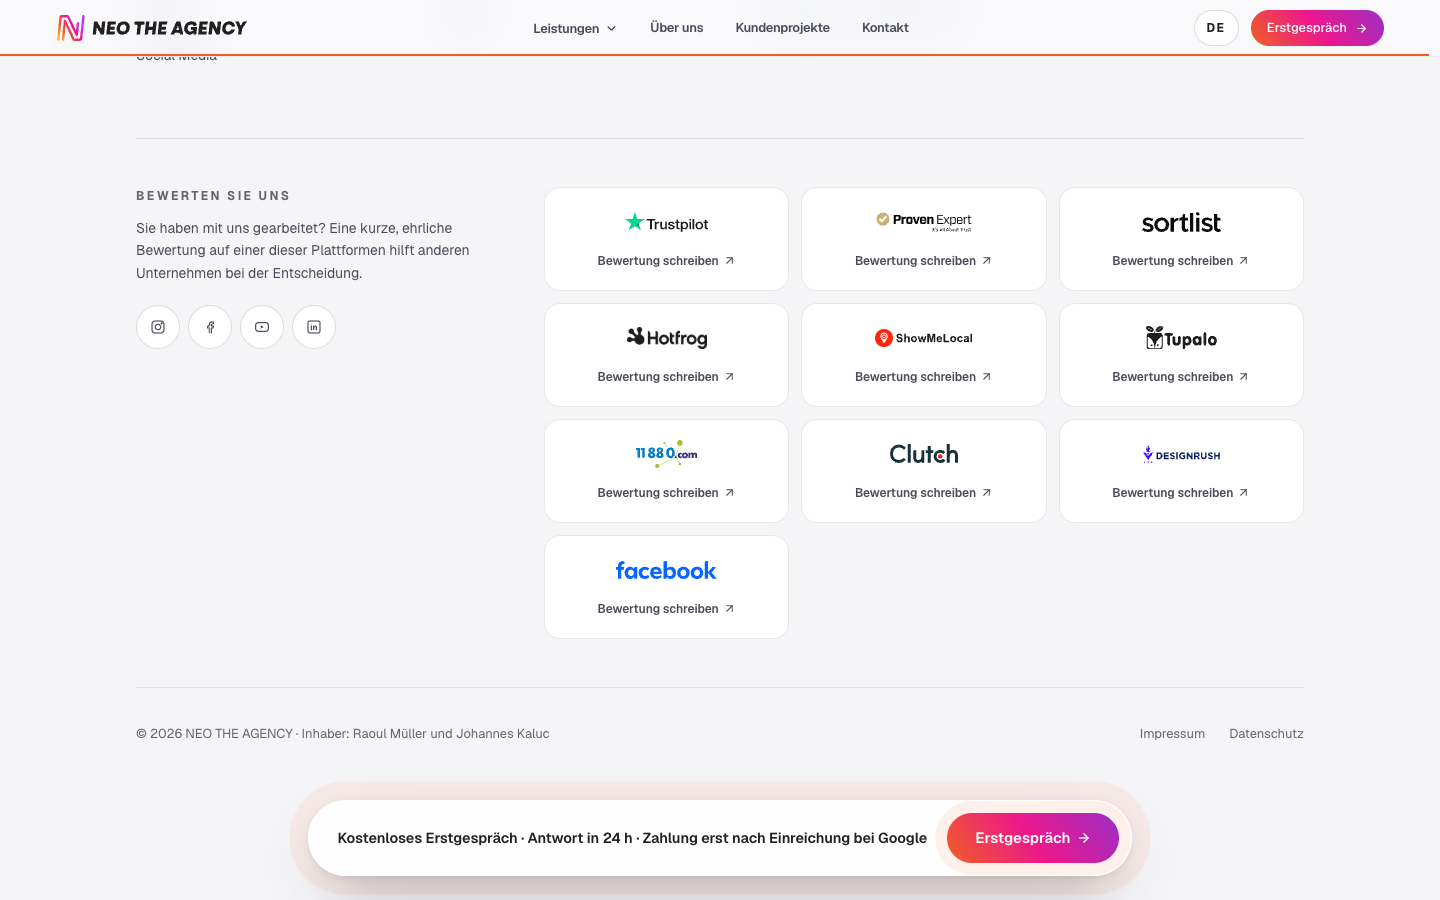 NEO THE AGENCY
Leistungen
Über uns
Kundenprojekte
Kontakt
DE
Erstgespräch
Social Media
BEWERTEN SIE UNS
Sie haben mit uns gearbeitet? Eine kurze, ehrliche
Bewertung auf einer dieser Plattformen hilft anderen
Unternehmen bei der Entscheidung.
Trustpilot
Bewertung schreiben
Proven Expert
Bewertung schreiben
sortlist
Bewertung schreiben
Hotfrog
Bewertung schreiben
ShowMeLocal
Bewertung schreiben
Tupalo
Bewertung schreiben
11880.com
Bewertung schreiben
Clutch
Bewertung schreiben
DESIGNRUSH
Bewertung schreiben
facebook
Bewertung schreiben
© 2026 NEO THE AGENCY · Inhaber: Raoul Müller und Johannes Kaluc
Impressum
Datenschutz
Kostenloses Erstgespräch · Antwort in 24 h · Zahlung erst nach Einreichung bei Google
Erstgespräch